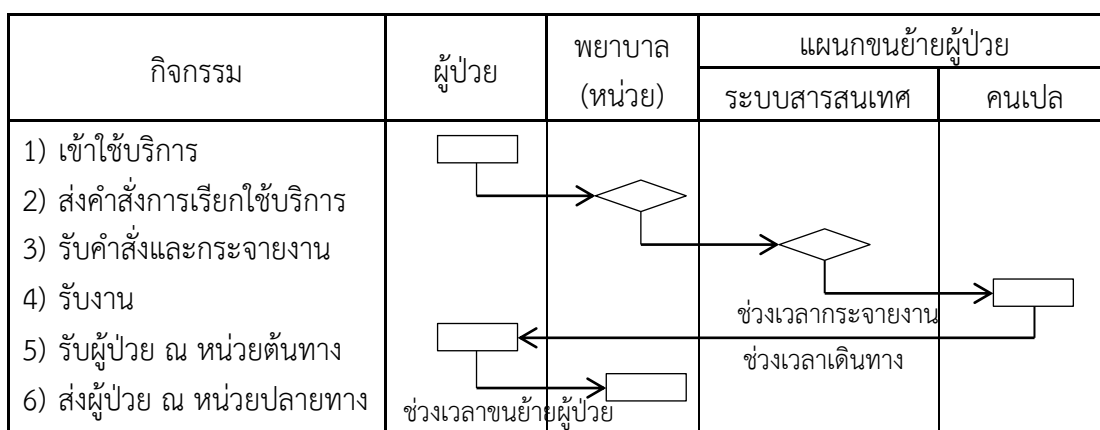 กิจกรรม
ผู้ป่วย
พยาบาล
(หน่วย)
แผนกขนย้ายผู้ป่วย
ระบบสารสนเทศ
คนเปล
1) เข้าใช้บริการ
2) ส่งคำสั่งการเรียกใช้บริการ
3) รับคำสั่งและกระจายงาน
4) รับงาน
ช่วงเวลากระจายงาน
5) รับผู้ป่วย ณ หน่วยต้นทาง
ช่วงเวลาเดินทาง
6) ส่งผู้ป่วย ณ หน่วยปลายทาง
ช่วงเวลาขนย้ายผู้ป่วย